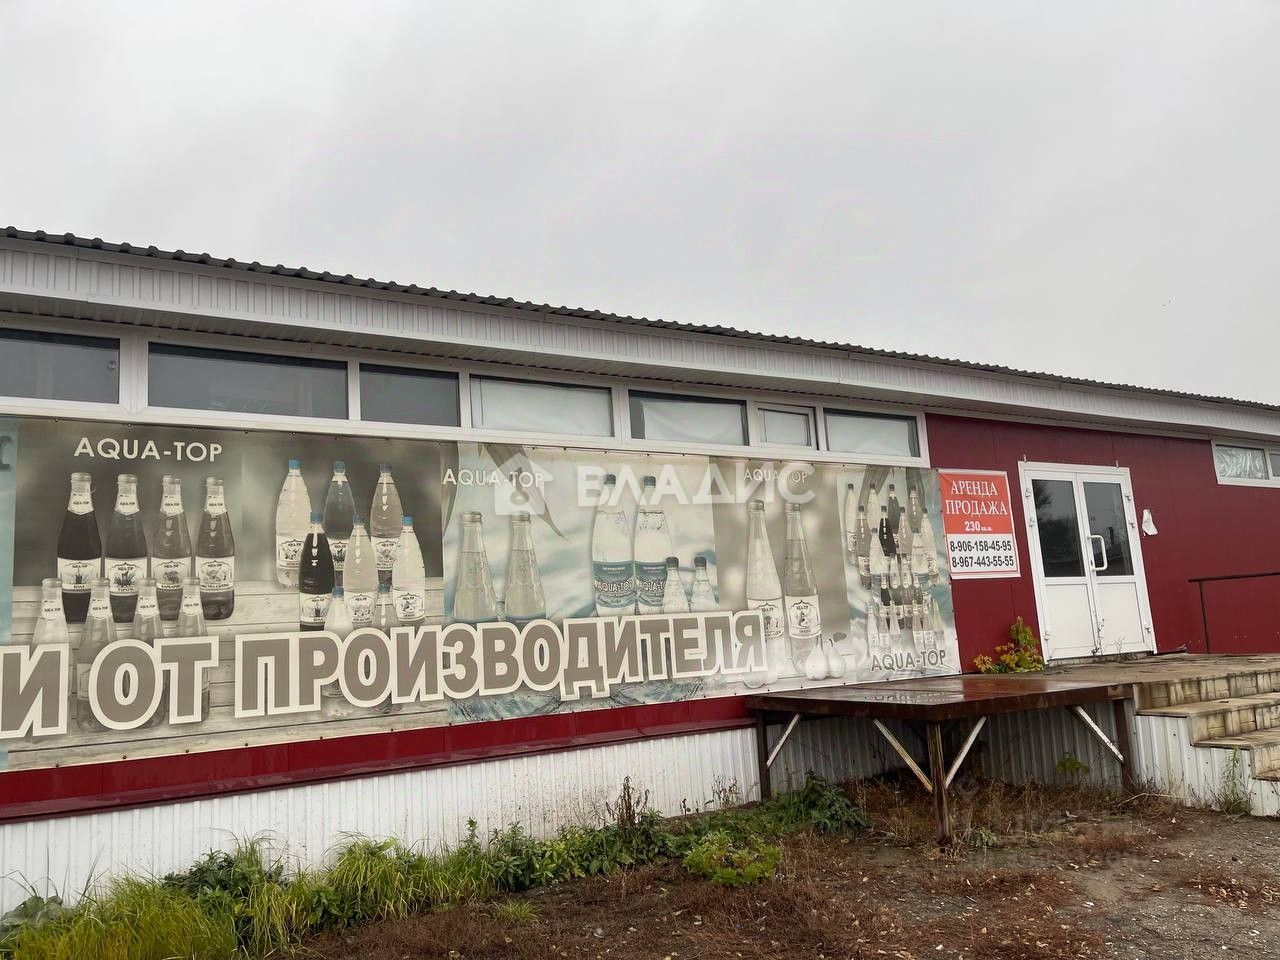 AQUA-TOP
AQUA-TOP
AQUA-TOP
ВЛАДИС
И ОТ ПРОИЗВОДИТЕЛЯ
AQUA-TOP
АРЕНДА
ПРОДАЖА
230 кв.м.
8-906-158-45-95
8-967-443-55-55